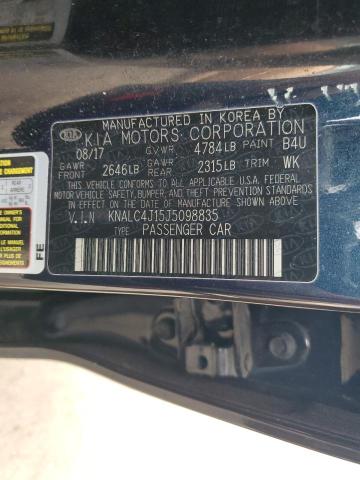 MANUFACTURED IN KOREA BY
KIA KIA MOTORS CORPORATION
08/17 GVWR 4784LB PAINT B4U
GAWR FRONT 2646LB GAWR REAR 2315LB TRIM WK
THIS VEHICLE CONFORMS TO ALL APPLICABLE FEDERAL
MOTOR VEHICLE SAFETY, BUMPER, AND THEFT PREVENTION
STANDARDS IN EFFECT ON THE DATE OF MANUFACTURE
SHOWN ABOVE.
V.I.N KNALC4J15J5098835
TYPE PASSENGER CAR
FE